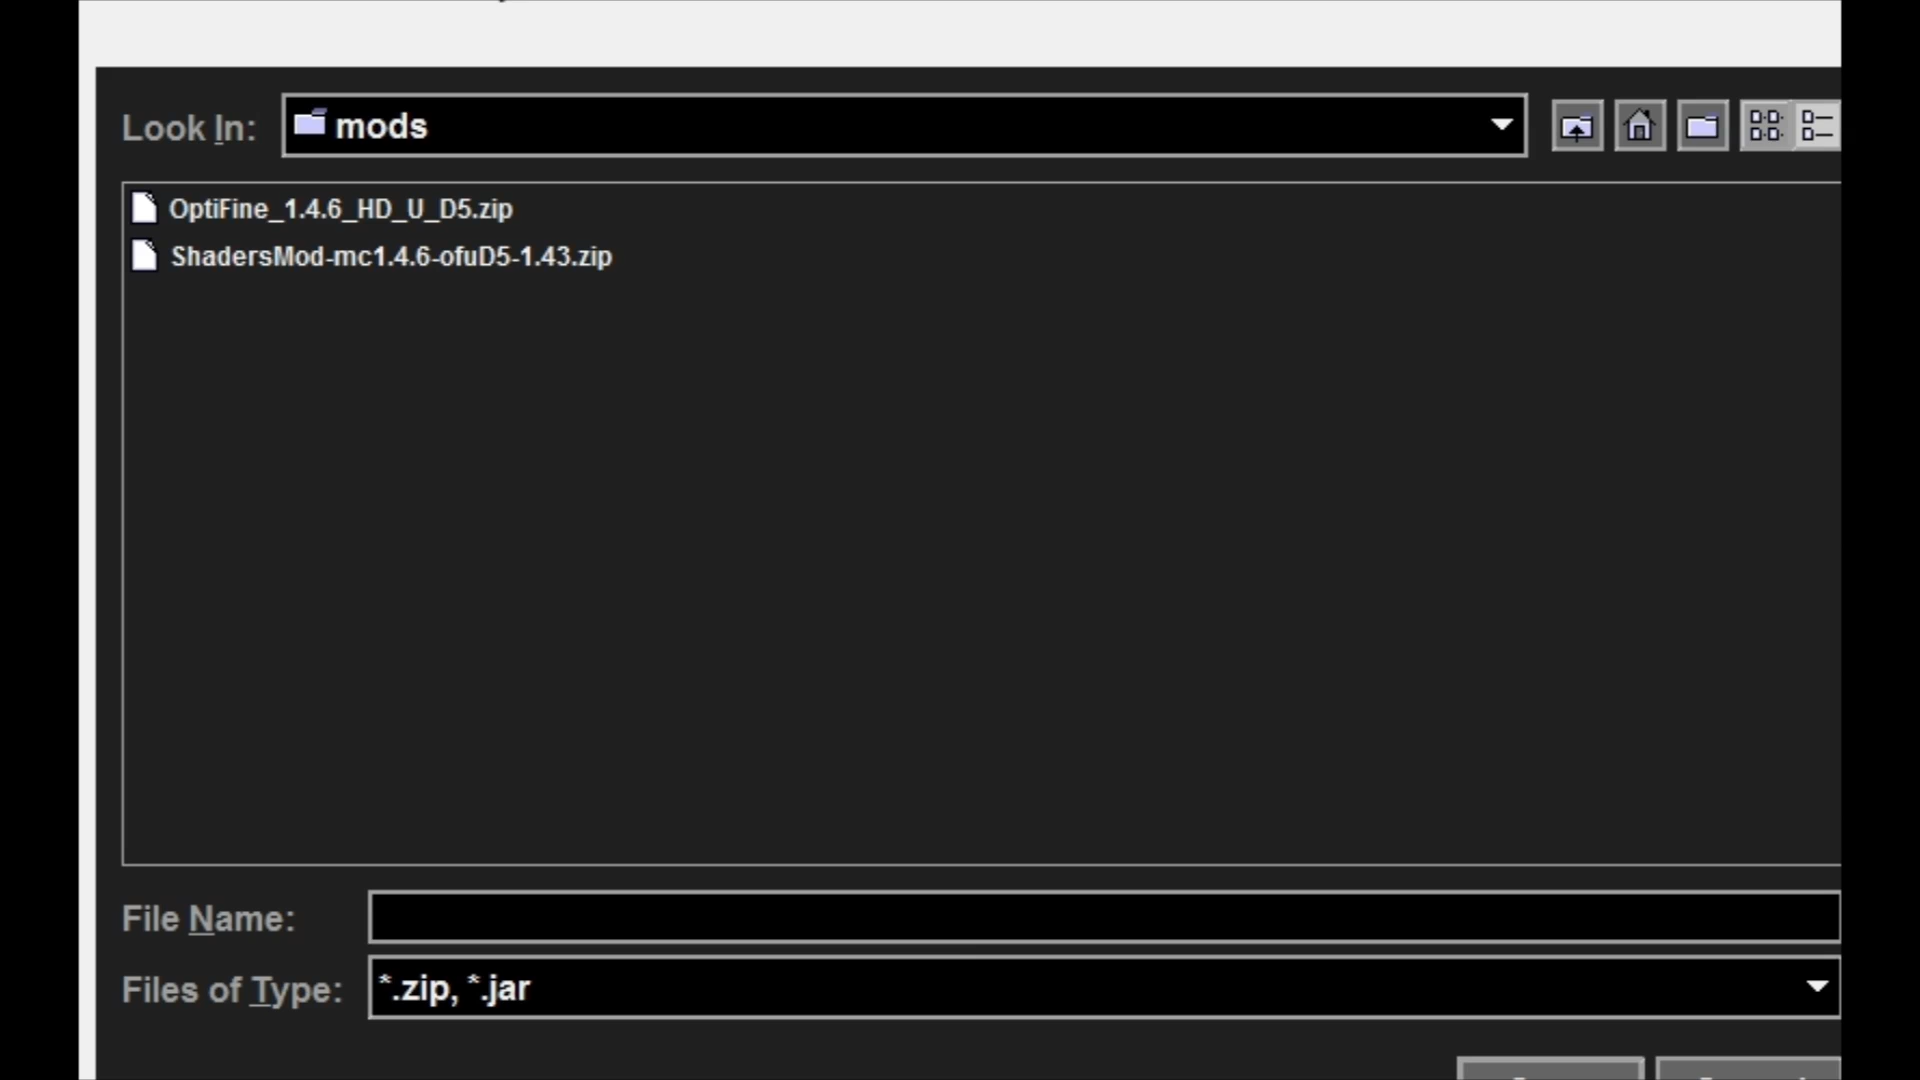 Look In: mods
OptiFine_1.4.6_HD_U_D5.zip
ShadersMod-mc1.4.6-ofuD5-1.43.zip
File Name:
Files of Type: *.zip, *.jar